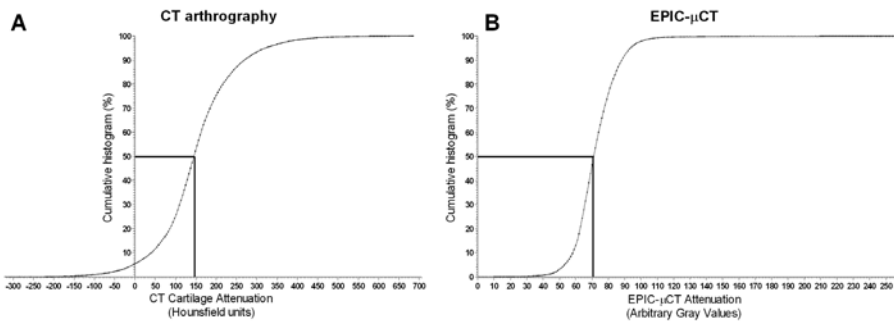 A
CT arthrography
Cumulative histogram (%)
100
90
80
70
60
50
40
30
20
10
0
-300 -250 -200 -150 -100 -50 0 50 100 150 200 250 300 350 400 450 500 550 600 650 700
CT Cartilage Attenuation
(Hounsfield units)
B
EPIC-μCT
Cumulative histogram (%)
100
90
80
70
60
50
40
30
20
10
0
0 10 20 30 40 50 60 70 80 90 100 110 120 130 140 150 160 170 180 190 200 210 220 230 240 250
EPIC-μCT Attenuation
(Arbitrary Gray Values)